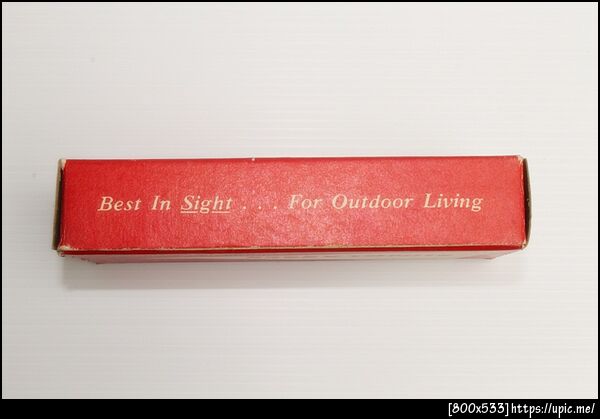 Best In Sight . . . For Outdoor Living
[800x533]https://upic.me/